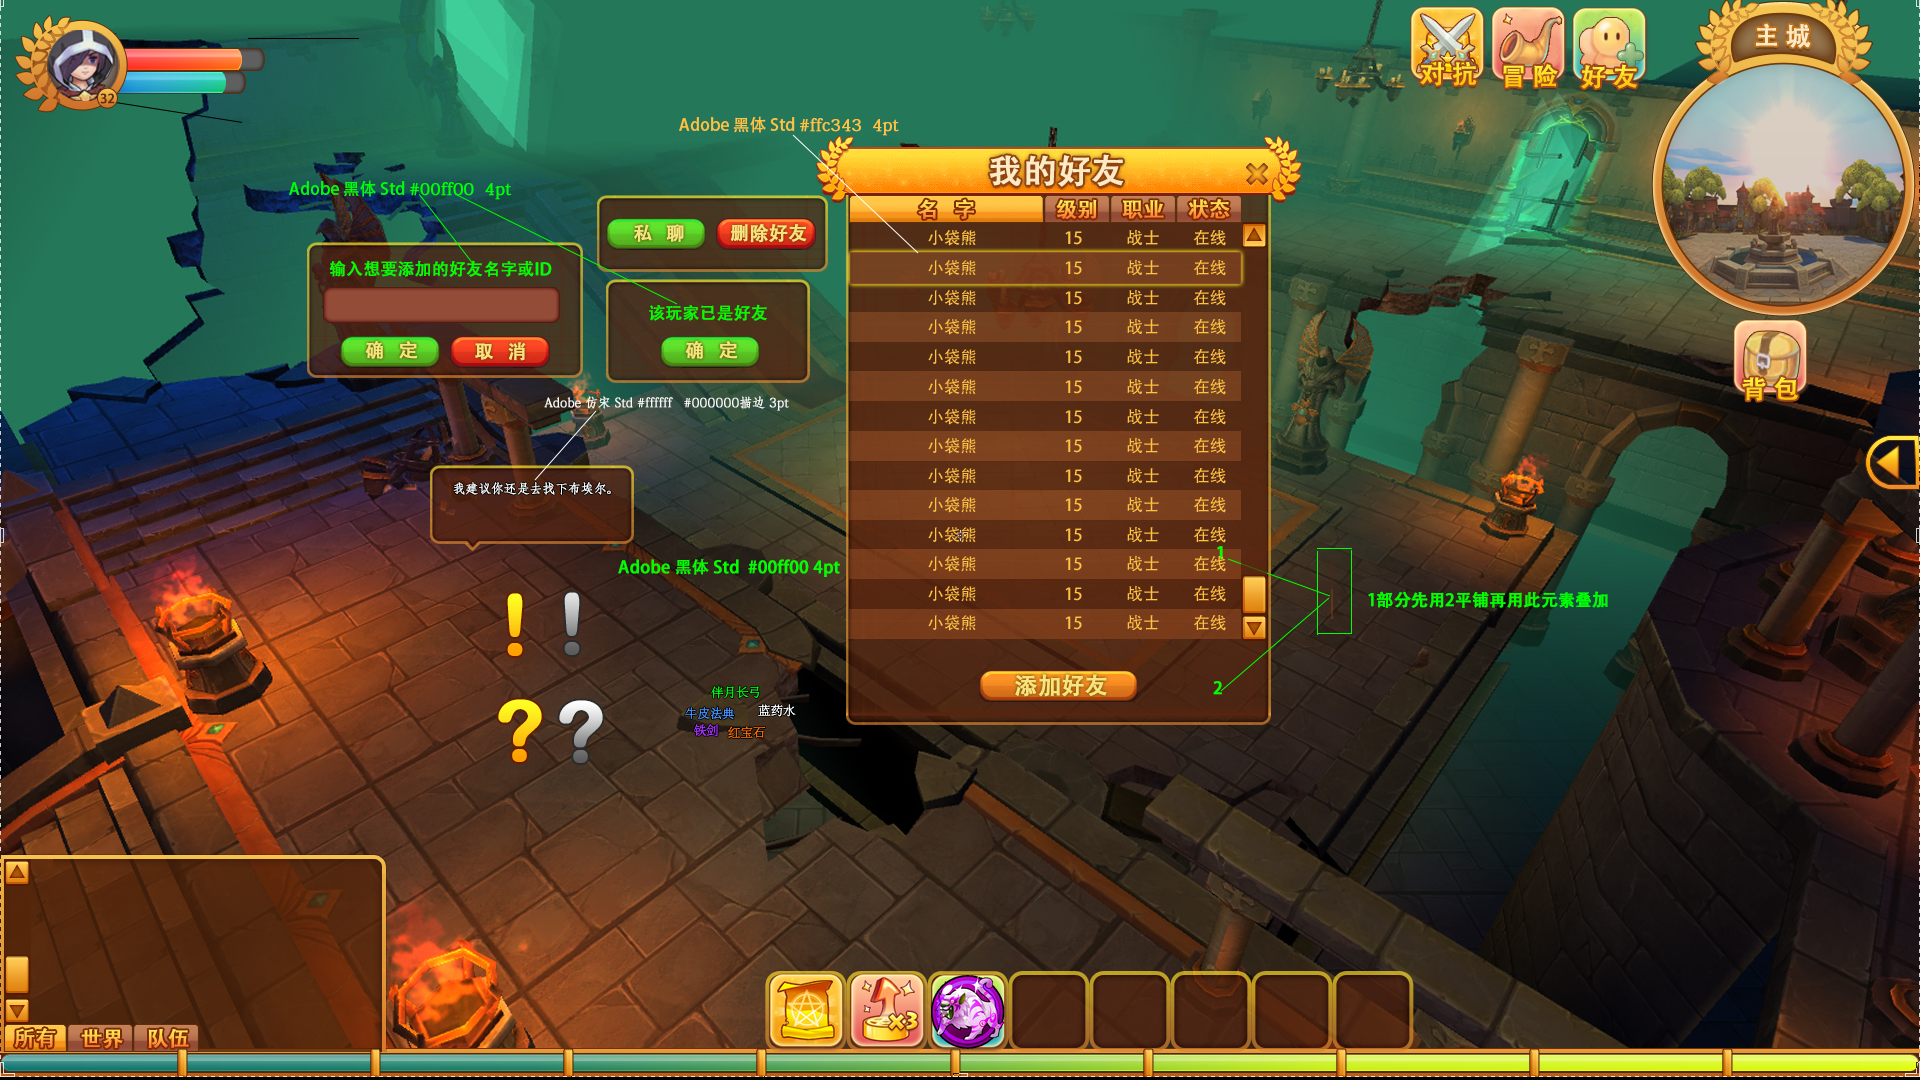 32
对抗
冒险
好友
主城
背包
Adobe 黑体 Std #ffc343 4pt
Adobe 黑体 Std #00ff00 4pt
输入想要添加的好友名字或ID
确 定
取 消
私 聊
删除好友
该玩家已是好友
确 定
Adobe 仿宋 Std #ffffff #000000描边 3pt
我建议你还是去找下布埃尔。
Adobe 黑体 Std #00ff00 4pt
! !
? ?
伴月长弓
牛皮法典
蓝药水
铁剑
红宝石
我的好友
名 字 级别 职业 状态
小袋熊 15 战士 在线
小袋熊 15 战士 在线
小袋熊 15 战士 在线
小袋熊 15 战士 在线
小袋熊 15 战士 在线
小袋熊 15 战士 在线
小袋熊 15 战士 在线
小袋熊 15 战士 在线
小袋熊 15 战士 在线
小袋熊 15 战士 在线
小袋熊 15 战士 在线
小袋熊 15 战士 在线
小袋熊 15 战士 在线
小袋熊 15 战士 在线
添加好友
1
2
1部分先用2平铺再用此元素叠加
×3
所有 世界 队伍